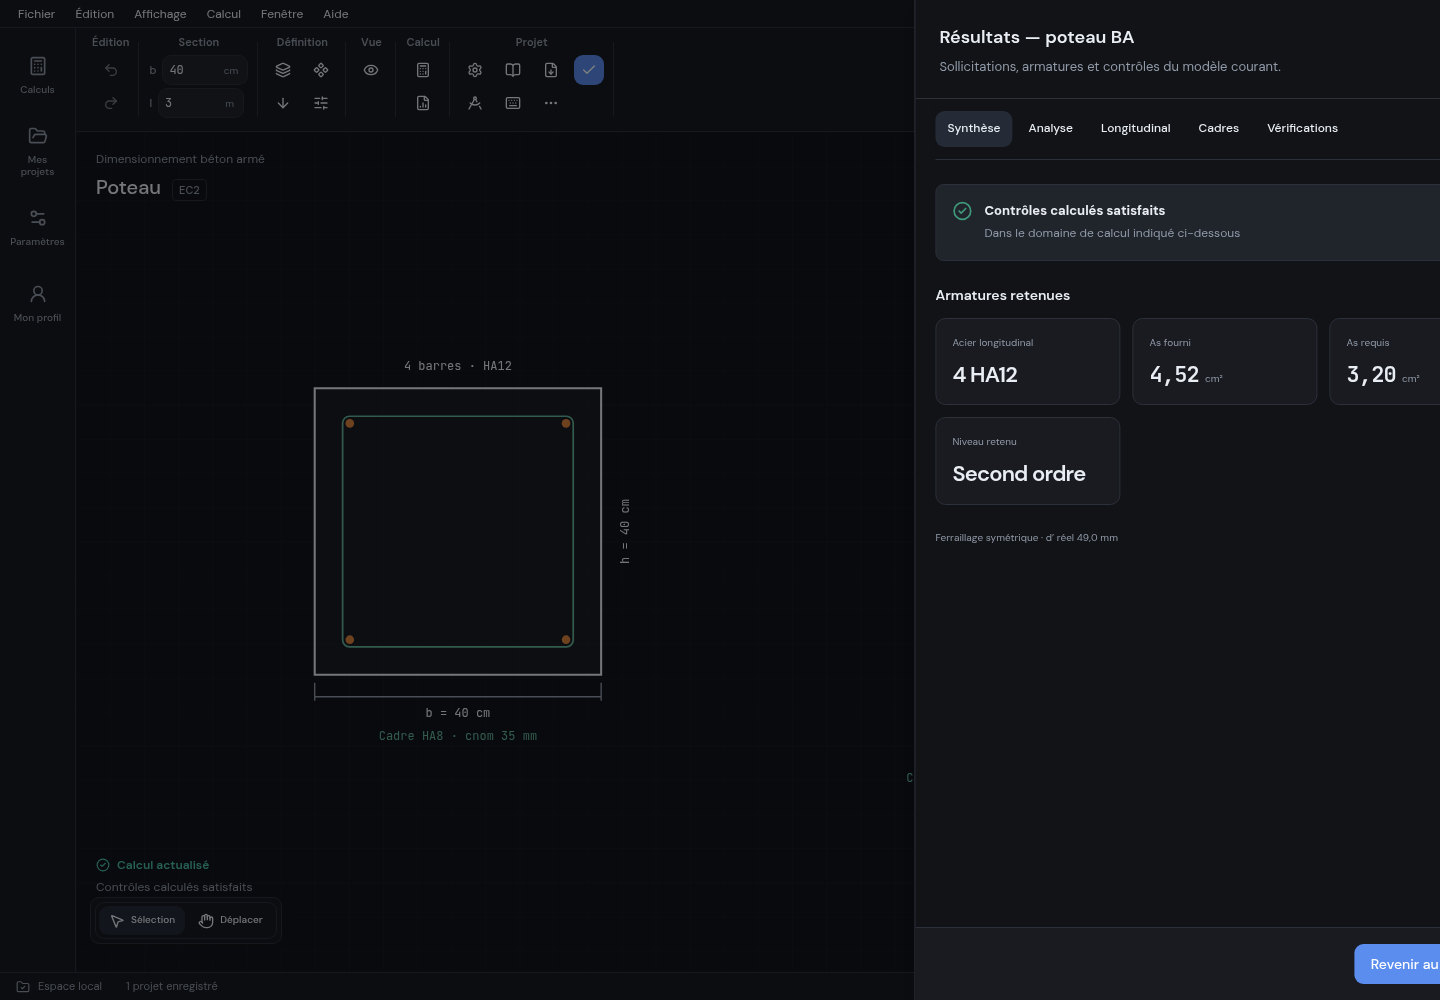 Fichier Édition Affichage Calcul Fenêtre Aide
Édition Section Définition Vue Calcul Projet
b 40 cm
l 3 m
Calculs
Mes
projets
Paramètres
Mon profil
Dimensionnement béton armé
Poteau EC2
4 barres · HA12
h = 40 cm
b = 40 cm
Cadre HA8 · cnom 35 mm
C
Calcul actualisé
Contrôles calculés satisfaits
Sélection Déplacer
Espace local 1 projet enregistré
Résultats — poteau BA
Sollicitations, armatures et contrôles du modèle courant.
Synthèse Analyse Longitudinal Cadres Vérifications
Contrôles calculés satisfaits
Dans le domaine de calcul indiqué ci-dessous
Armatures retenues
Acier longitudinal
4 HA12
As fourni
4,52 cm²
As requis
3,20 cm²
Niveau retenu
Second ordre
Ferraillage symétrique · d’ réel 49,0 mm
Revenir au